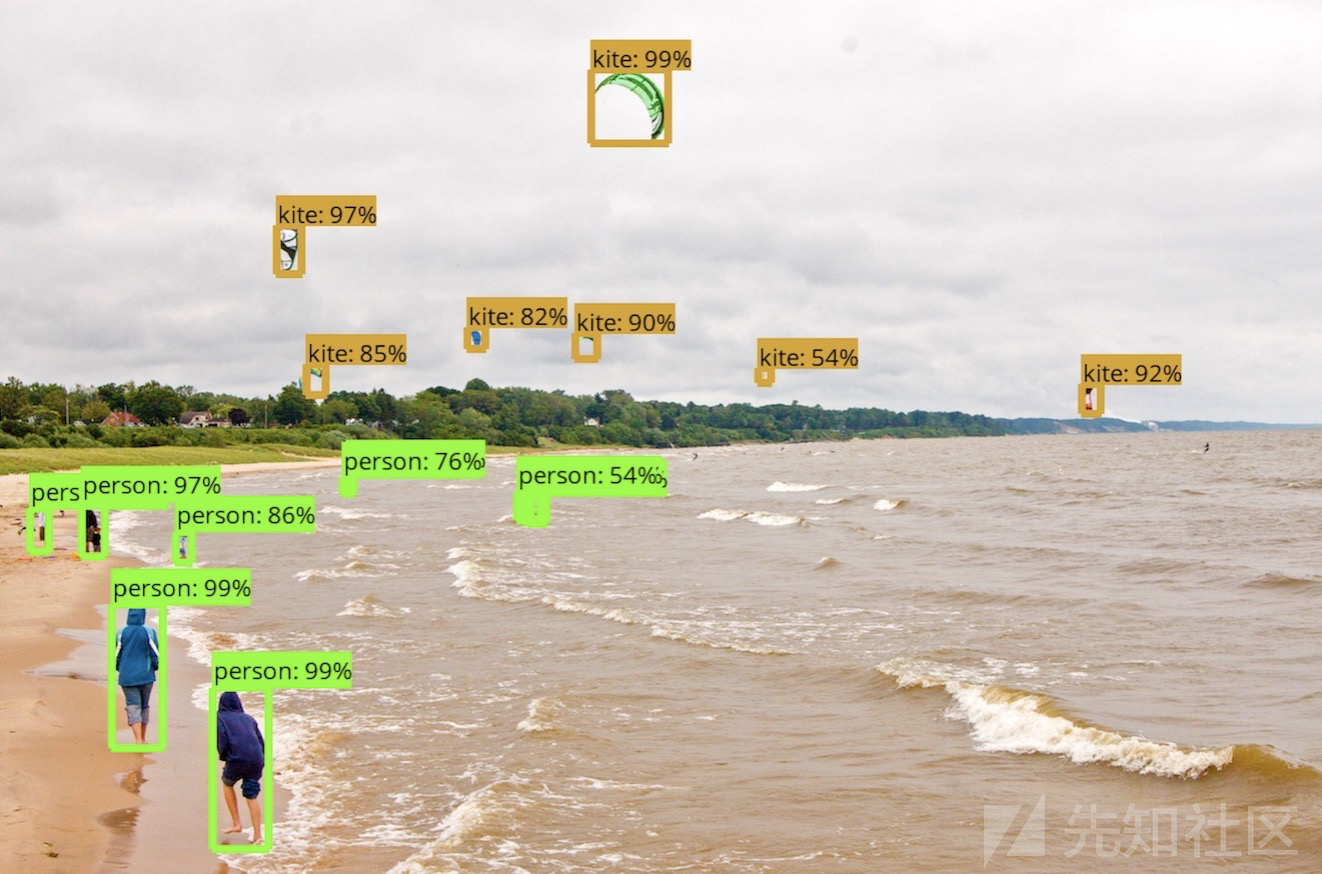 kite: 99%
kite: 97%
kite: 82%
kite: 90%
kite: 85%
kite: 54%
kite: 92%
person: 76%
person: 54%
pers
person: 97%
person: 86%
person: 99%
person: 99%
先知社区